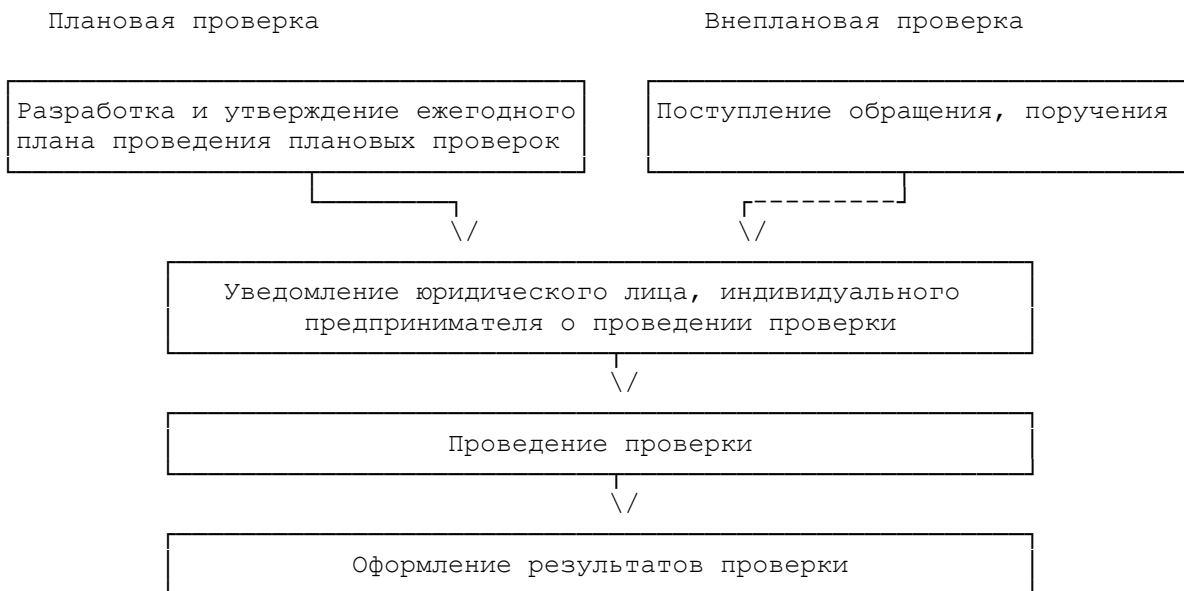 Плановая проверка
Внеплановая проверка
Разработка и утверждение ежегодного
плана проведения плановых проверок
Поступление обращения, поручения
Уведомление юридического лица, индивидуального
предпринимателя о проведении проверки
Проведение проверки
Оформление результатов проверки